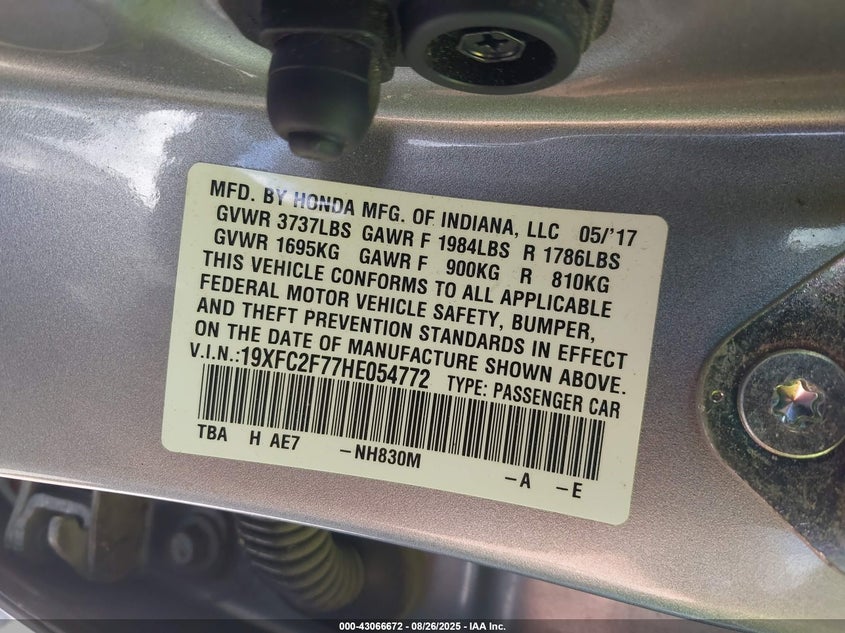 MFD. BY HONDA MFG. OF INDIANA, LLC 05/'17
GVWR 3737LBS GAWR F 1984LBS R 1786LBS
GVWR 1695KG GAWR F 900KG R 810KG
THIS VEHICLE CONFORMS TO ALL APPLICABLE
FEDERAL MOTOR VEHICLE SAFETY, BUMPER,
AND THEFT PREVENTION STANDARDS IN EFFECT
ON THE DATE OF MANUFACTURE SHOWN ABOVE.
V.I.N.:19XFC2F77HE054772 TYPE: PASSENGER CAR
TBA H AE7 –NH830M –A –E
000-43066672 - 08/26/2025 - IAA Inc.